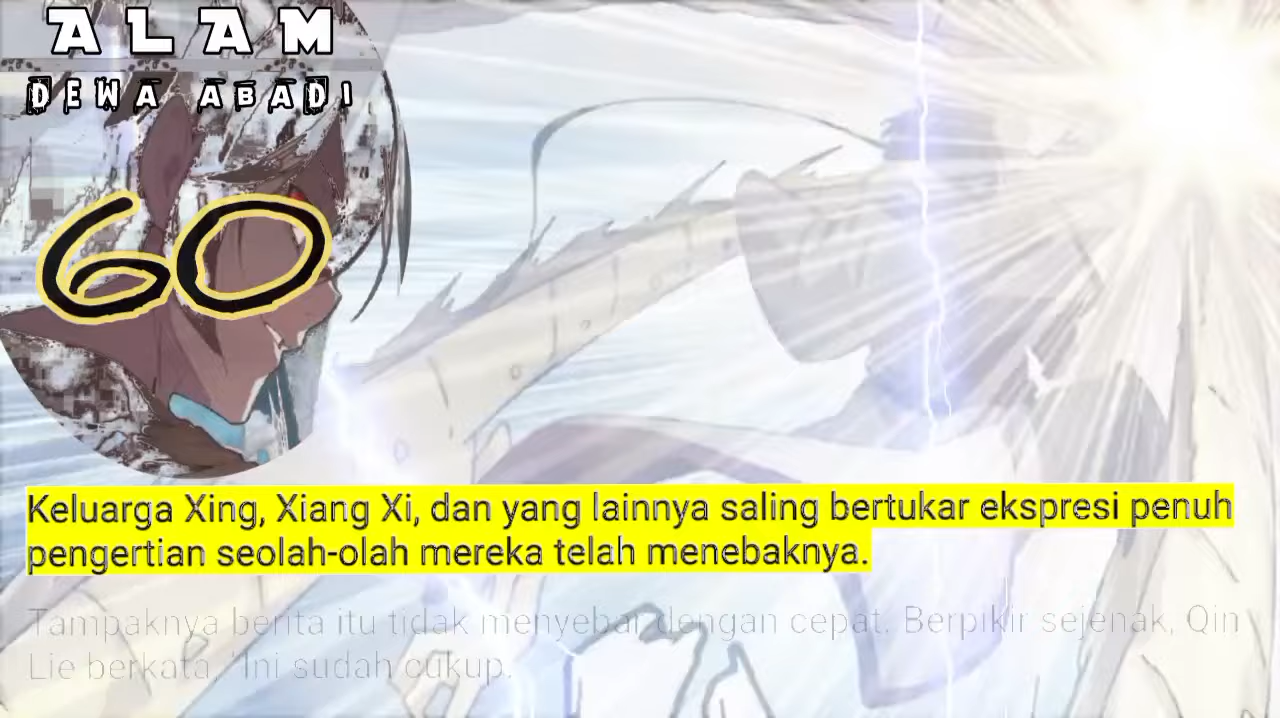 ALAM
DEWA ABADI
60
Keluarga Xing, Xiang Xi, dan yang lainnya saling bertukar ekspresi penuh
pengertian seolah-olah mereka telah menebaknya.
Tampaknya berita itu tidak menyebar dengan cepat. Berpikir sejenak, Qin
Lie berkata, "Ini sudah cukup.